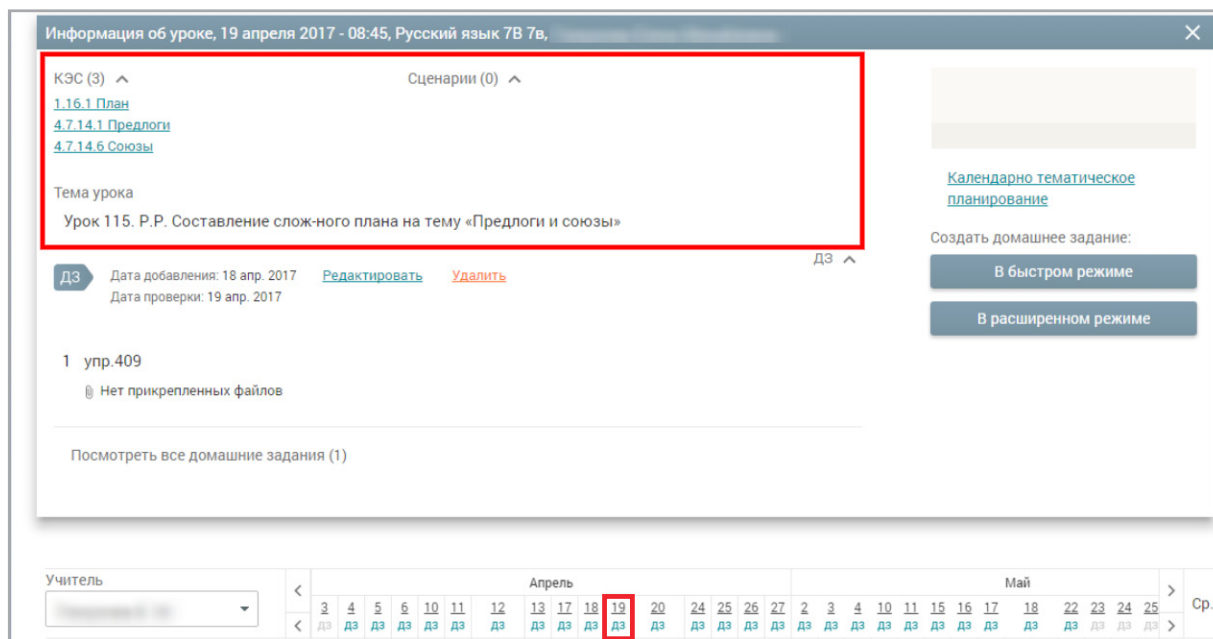 Информация об уроке, 19 апреля 2017 - 08:45, Русский язык 7В 7в,
КЭС (3) Сценарии (0)
1.16.1 План
4.7.14.1 Предлоги
4.7.14.6 Союзы
Тема урока
Урок 115. Р.Р. Составление слож-ного плана на тему «Предлоги и союзы»
Календарно тематическое
планирование
Создать домашнее задание:
В быстром режиме
В расширенном режиме
ДЗ
ДЗ Дата добавления: 18 апр. 2017 Редактировать Удалить
Дата проверки: 19 апр. 2017
1 упр.409
Нет прикрепленных файлов
Посмотреть все домашние задания (1)
Учитель
Апрель Май
3 4 5 6 10 11 12 13 17 18 19 20 24 25 26 27 2 3 4 10 11 15 16 17 18 22 23 24 25 Ср.
дз дз дз дз дз дз дз дз дз дз дз дз дз дз дз дз дз дз дз дз дз дз дз дз дз дз дз дз дз